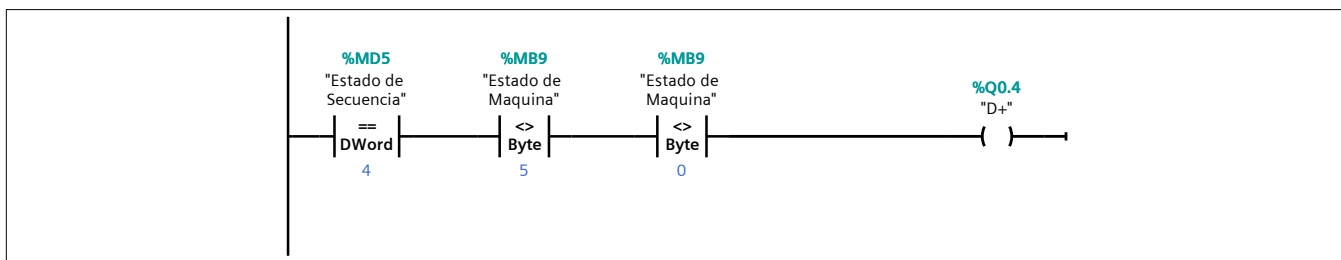 %MD5
"Estado de
Secuencia"
==
DWord
4
%MB9
"Estado de
Maquina"
<>
Byte
5
%MB9
"Estado de
Maquina"
<>
Byte
0
%Q0.4
"D+"